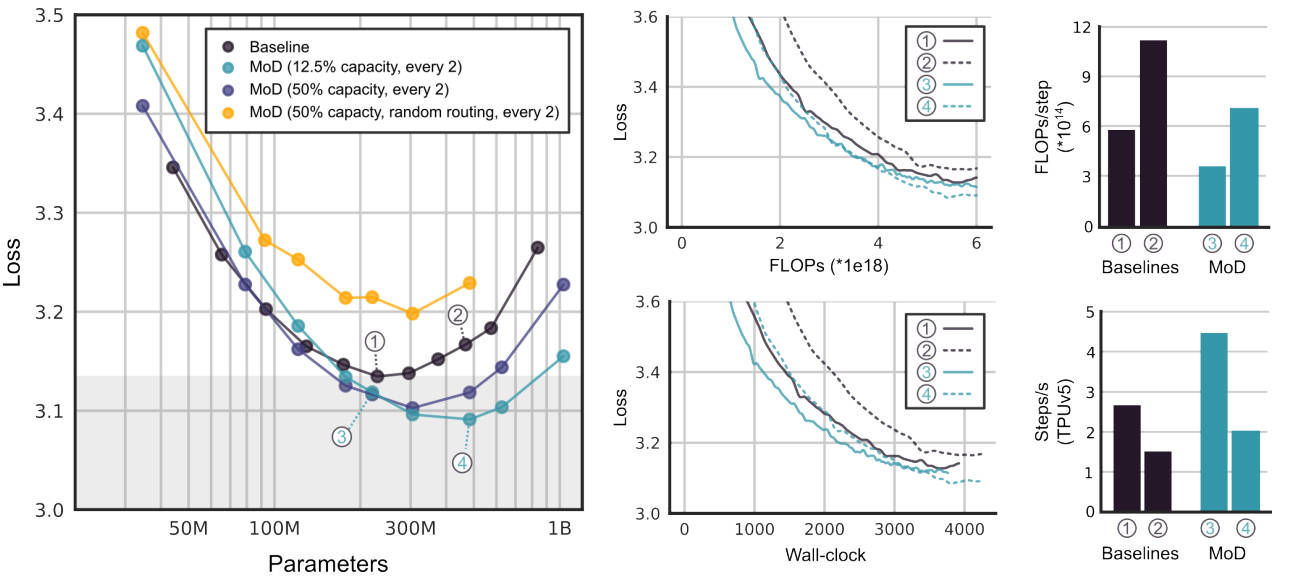 3.5
3.4
3.3
3.2
3.1
3.0
Loss
Baseline
MoD (12.5% capacity, every 2)
MoD (50% capacity, every 2)
MoD (50% capacty, random routing, every 2)
1
2
3
4
50M
100M
300M
1B
Parameters
3.6
3.4
3.2
3.0
Loss
1
2
3
4
0
2
4
6
FLOPs (*1e18)
12
9
6
3
0
FLOPs/step
(*10¹⁴)
1
2
3
4
Baselines
MoD
3.6
3.4
3.2
3.0
Loss
1
2
3
4
0
1000
2000
3000
4000
Wall-clock
5
4
3
2
1
0
Steps/s
(TPUv5)
1
2
3
4
Baselines
MoD